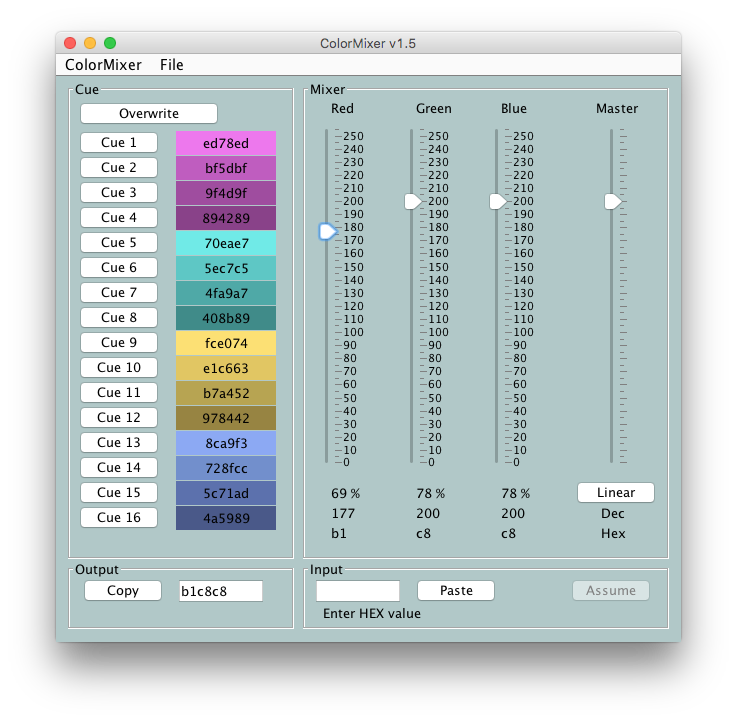 ColorMixer v1.5
ColorMixer File
Cue
Overwrite
Cue 1 ed78ed
Cue 2 bf5dbf
Cue 3 9f4d9f
Cue 4 894289
Cue 5 70eae7
Cue 6 5ec7c5
Cue 7 4fa9a7
Cue 8 408b89
Cue 9 fce074
Cue 10 e1c663
Cue 11 b7a452
Cue 12 978442
Cue 13 8ca9f3
Cue 14 728fcc
Cue 15 5c71ad
Cue 16 4a5989
Mixer
Red Green Blue Master
250 250 250
240 240 240
230 230 230
220 220 220
210 210 210
200 200 200
190 190 190
180 180 180
170 170 170
160 160 160
150 150 150
140 140 140
130 130 130
120 120 120
110 110 110
100 100 100
90 90 90
80 80 80
70 70 70
60 60 60
50 50 50
40 40 40
30 30 30
20 20 20
10 10 10
0 0 0
69 % 78 % 78 % Linear
177 200 200 Dec
b1 c8 c8 Hex
Output
Copy b1c8c8
Input
Paste Assume
Enter HEX value